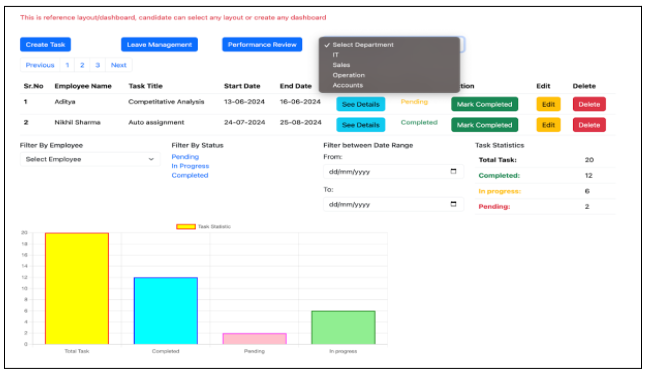 This is reference layout/dashboard, candidate can select any layout or create any dashboard
Create Task Leave Management Performance Review ✓ Select Department
IT
Sales
Operation
Accounts
Previous 1 2 3 Next
Sr.No Employee Name Task Title Start Date End Date tion Edit Delete
1 Aditya Competitative Analysis 13-06-2024 16-06-2024 See Details Pending Mark Completed Edit Delete
2 Nikhil Sharma Auto assignment 24-07-2024 25-08-2024 See Details Completed Mark Completed Edit Delete
Filter By Employee Filter By Status Filter between Date Range Task Statistics
Select Employee Pending From: Total Task: 20
In Progress dd/mm/yyyy Completed: 12
Completed To: In progress: 6
dd/mm/yyyy Pending: 2
Task Statistic
20
18
16
14
12
10
8
6
4
2
0
Total Task Completed Pending In progress